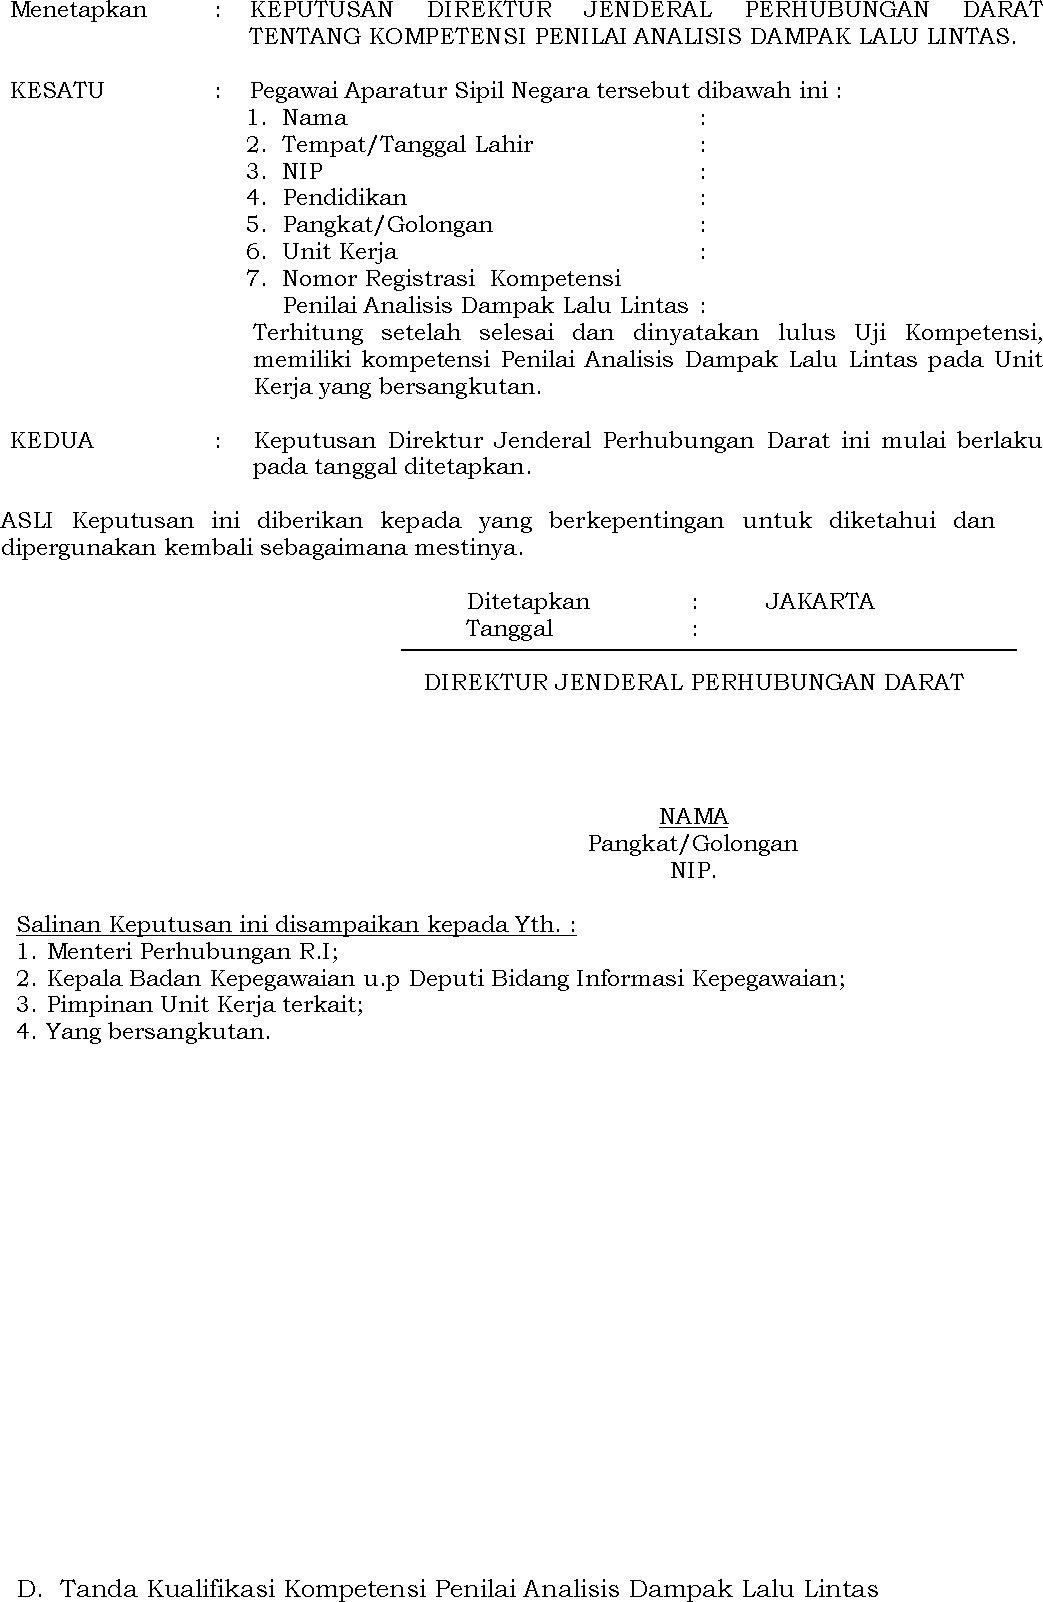 Menetapkan : KEPUTUSAN DIREKTUR JENDERAL PERHUBUNGAN DARAT
TENTANG KOMPETENSI PENILAI ANALISIS DAMPAK LALU LINTAS.
KESATU : Pegawai Aparatur Sipil Negara tersebut dibawah ini :
1. Nama :
2. Tempat/Tanggal Lahir :
3. NIP :
4. Pendidikan :
5. Pangkat/Golongan :
6. Unit Kerja :
7. Nomor Registrasi Kompetensi
Penilai Analisis Dampak Lalu Lintas :
Terhitung setelah selesai dan dinyatakan lulus Uji Kompetensi,
memiliki kompetensi Penilai Analisis Dampak Lalu Lintas pada Unit
Kerja yang bersangkutan.
KEDUA : Keputusan Direktur Jenderal Perhubungan Darat ini mulai berlaku
pada tanggal ditetapkan.
ASLI Keputusan ini diberikan kepada yang berkepentingan untuk diketahui dan
dipergunakan kembali sebagaimana mestinya.
Ditetapkan : JAKARTA
Tanggal :
DIREKTUR JENDERAL PERHUBUNGAN DARAT
NAMA
Pangkat/Golongan
NIP.
Salinan Keputusan ini disampaikan kepada Yth. :
1. Menteri Perhubungan R.I;
2. Kepala Badan Kepegawaian u.p Deputi Bidang Informasi Kepegawaian;
3. Pimpinan Unit Kerja terkait;
4. Yang bersangkutan.
D. Tanda Kualifikasi Kompetensi Penilai Analisis Dampak Lalu Lintas